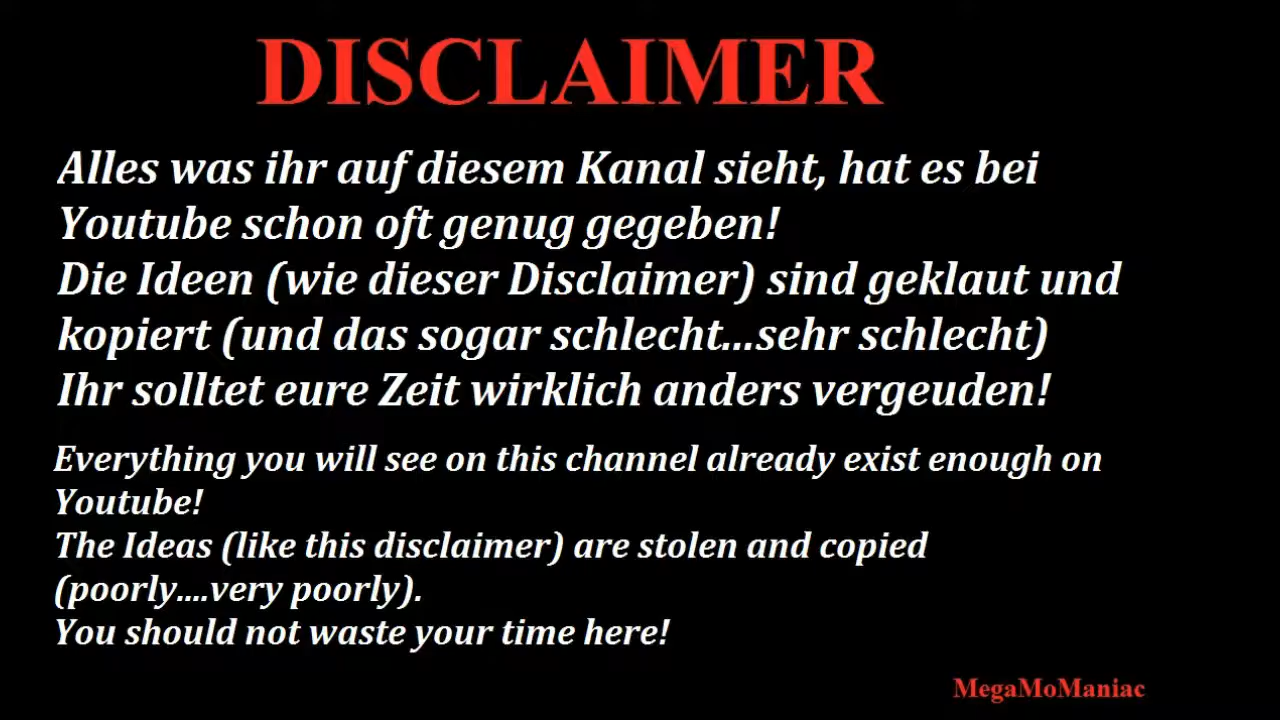 DISCLAIMER
Alles was ihr auf diesem Kanal sieht, hat es bei
Youtube schon oft genug gegeben!
Die Ideen (wie dieser Disclaimer) sind geklaut und
kopiert (und das sogar schlecht...sehr schlecht)
Ihr solltet eure Zeit wirklich anders vergeuden!
Everything you will see on this channel already exist enough on
Youtube!
The Ideas (like this disclaimer) are stolen and copied
(poorly....very poorly).
You should not waste your time here!
MegaMoManiac